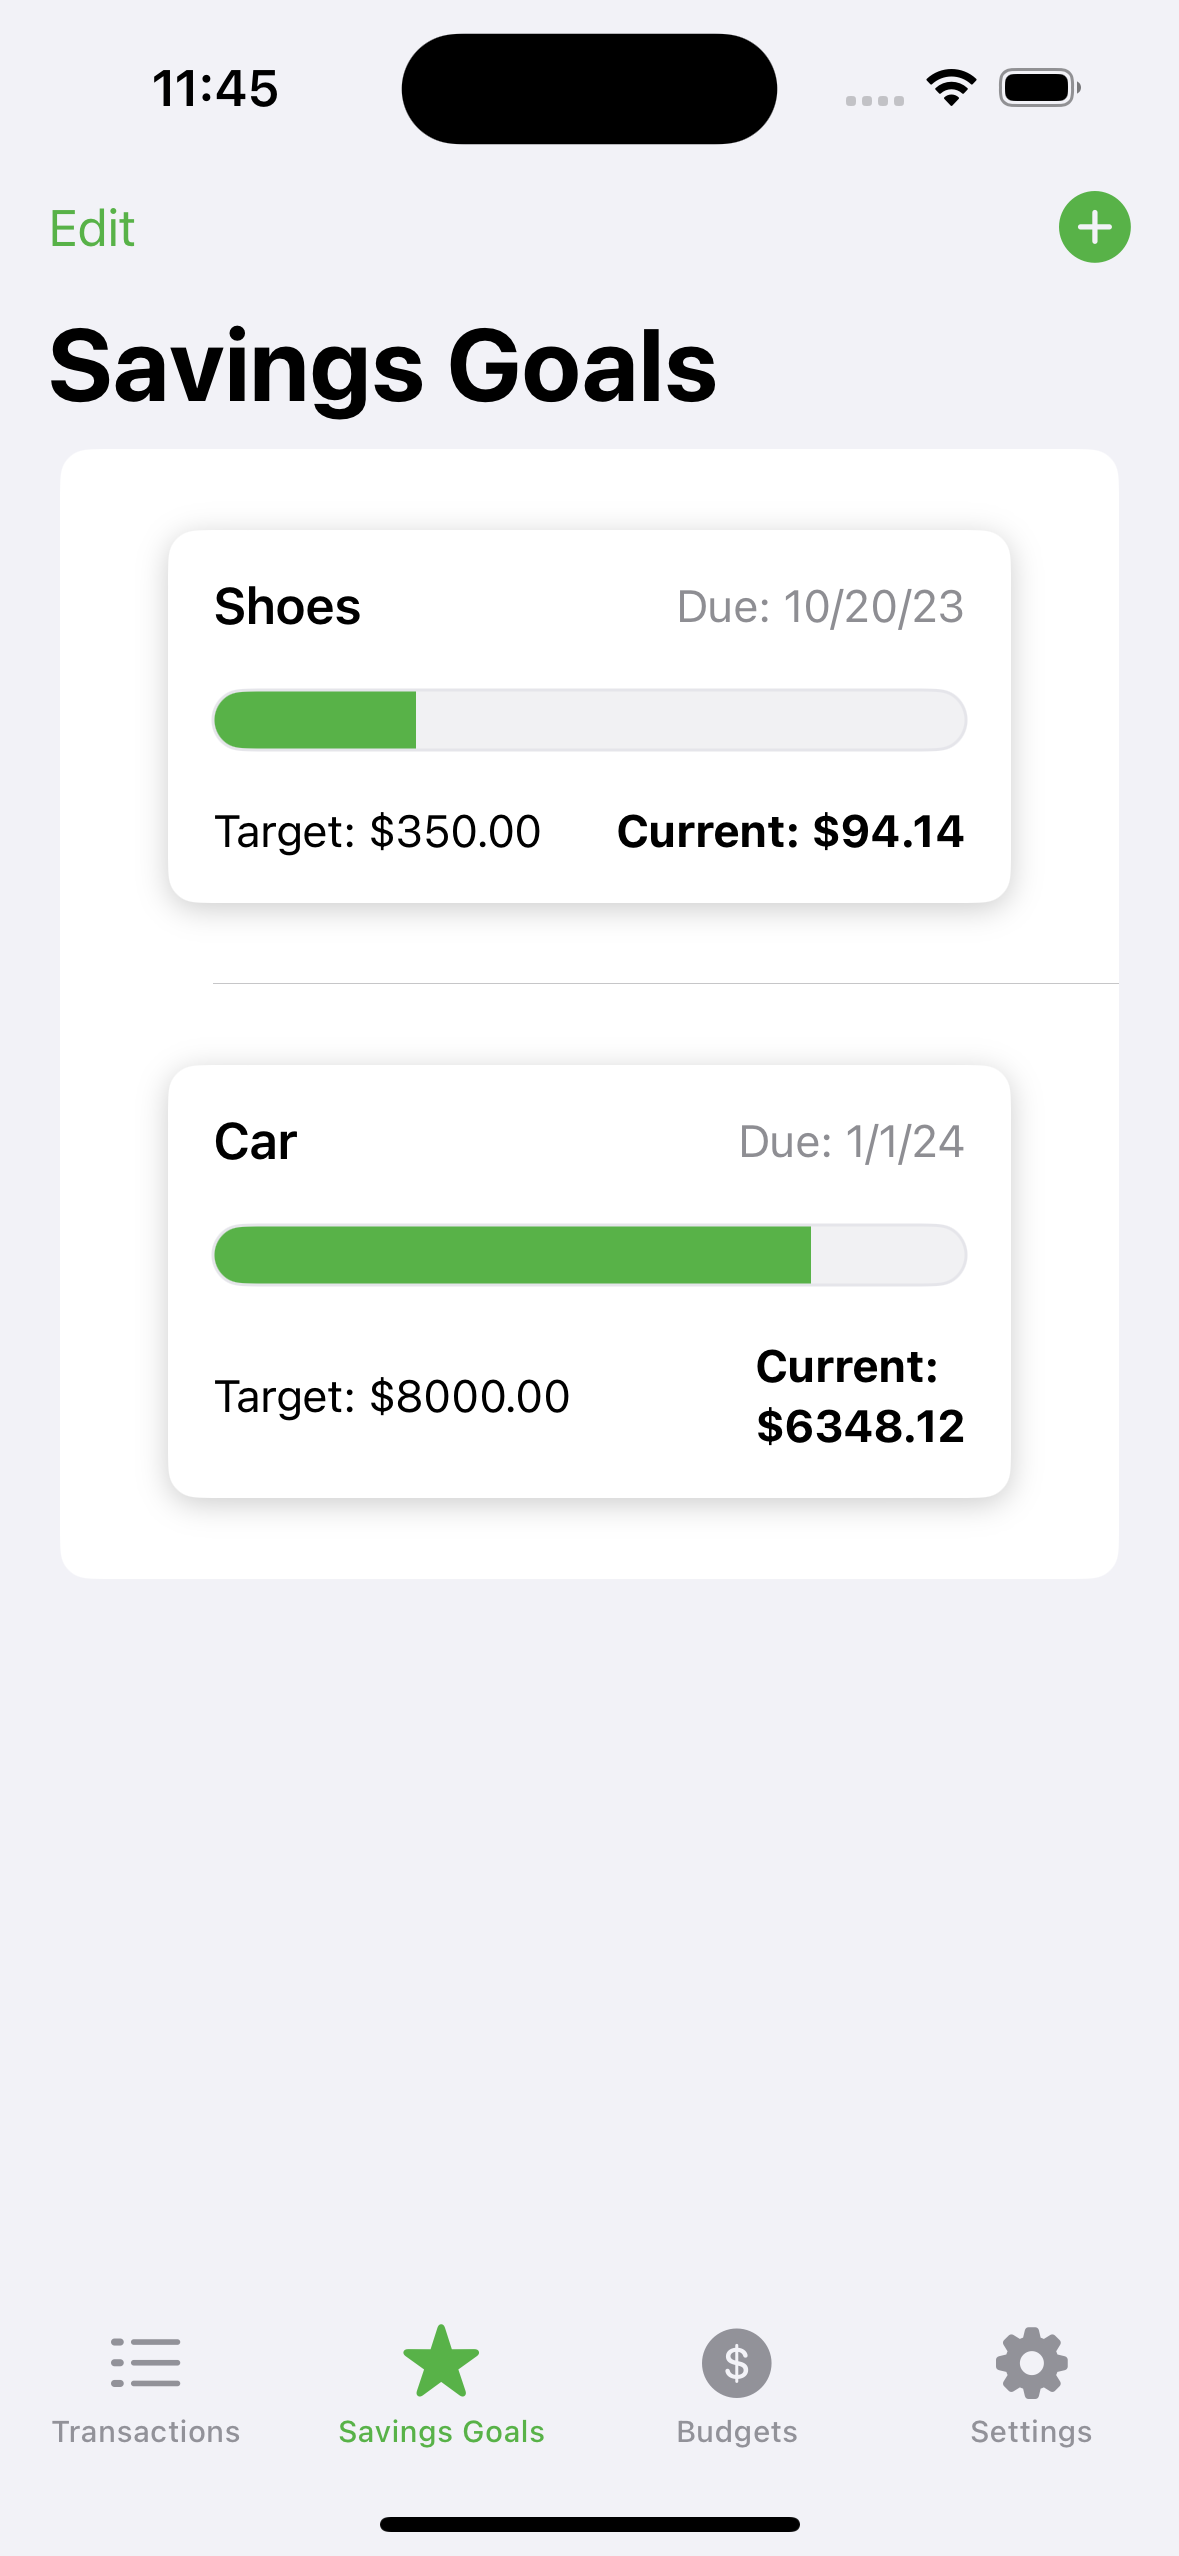 11:45
Edit
Savings Goals
Shoes
Due: 10/20/23
Target: $350.00
Current: $94.14
Car
Due: 1/1/24
Target: $8000.00
Current:
$6348.12
$
Transactions
Savings Goals
Budgets
Settings